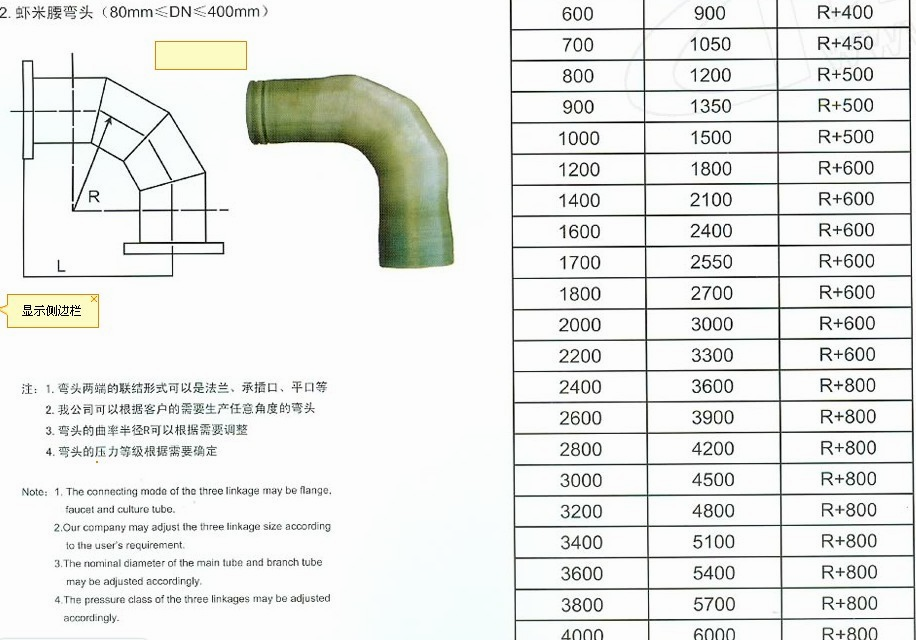 2. 虾米腰弯头（80mm≤DN≤400mm）
R
L
显示侧边栏
注：1. 弯头两端的联结形式可以是法兰、承插口、平口等
2. 我公司可以根据客户的需要生产任意角度的弯头
3. 弯头的曲率半径R可以根据需要调整
4. 弯头的压力等级根据需要确定
Note: 1. The connecting mode of the three linkage may be flange,
faucet and culture tube.
2.Our company may adjust the three linkage size according
to the user's requirement.
3.The nominal diameter of the main tube and branch tube
may be adjusted accordingly.
4.The pressure class of the three linkages may be adjusted
accordingly.
600 900 R+400
700 1050 R+450
800 1200 R+500
900 1350 R+500
1000 1500 R+500
1200 1800 R+600
1400 2100 R+600
1600 2400 R+600
1700 2550 R+600
1800 2700 R+600
2000 3000 R+600
2200 3300 R+600
2400 3600 R+800
2600 3900 R+800
2800 4200 R+800
3000 4500 R+800
3200 4800 R+800
3400 5100 R+800
3600 5400 R+800
3800 5700 R+800
4000 6000 R+800